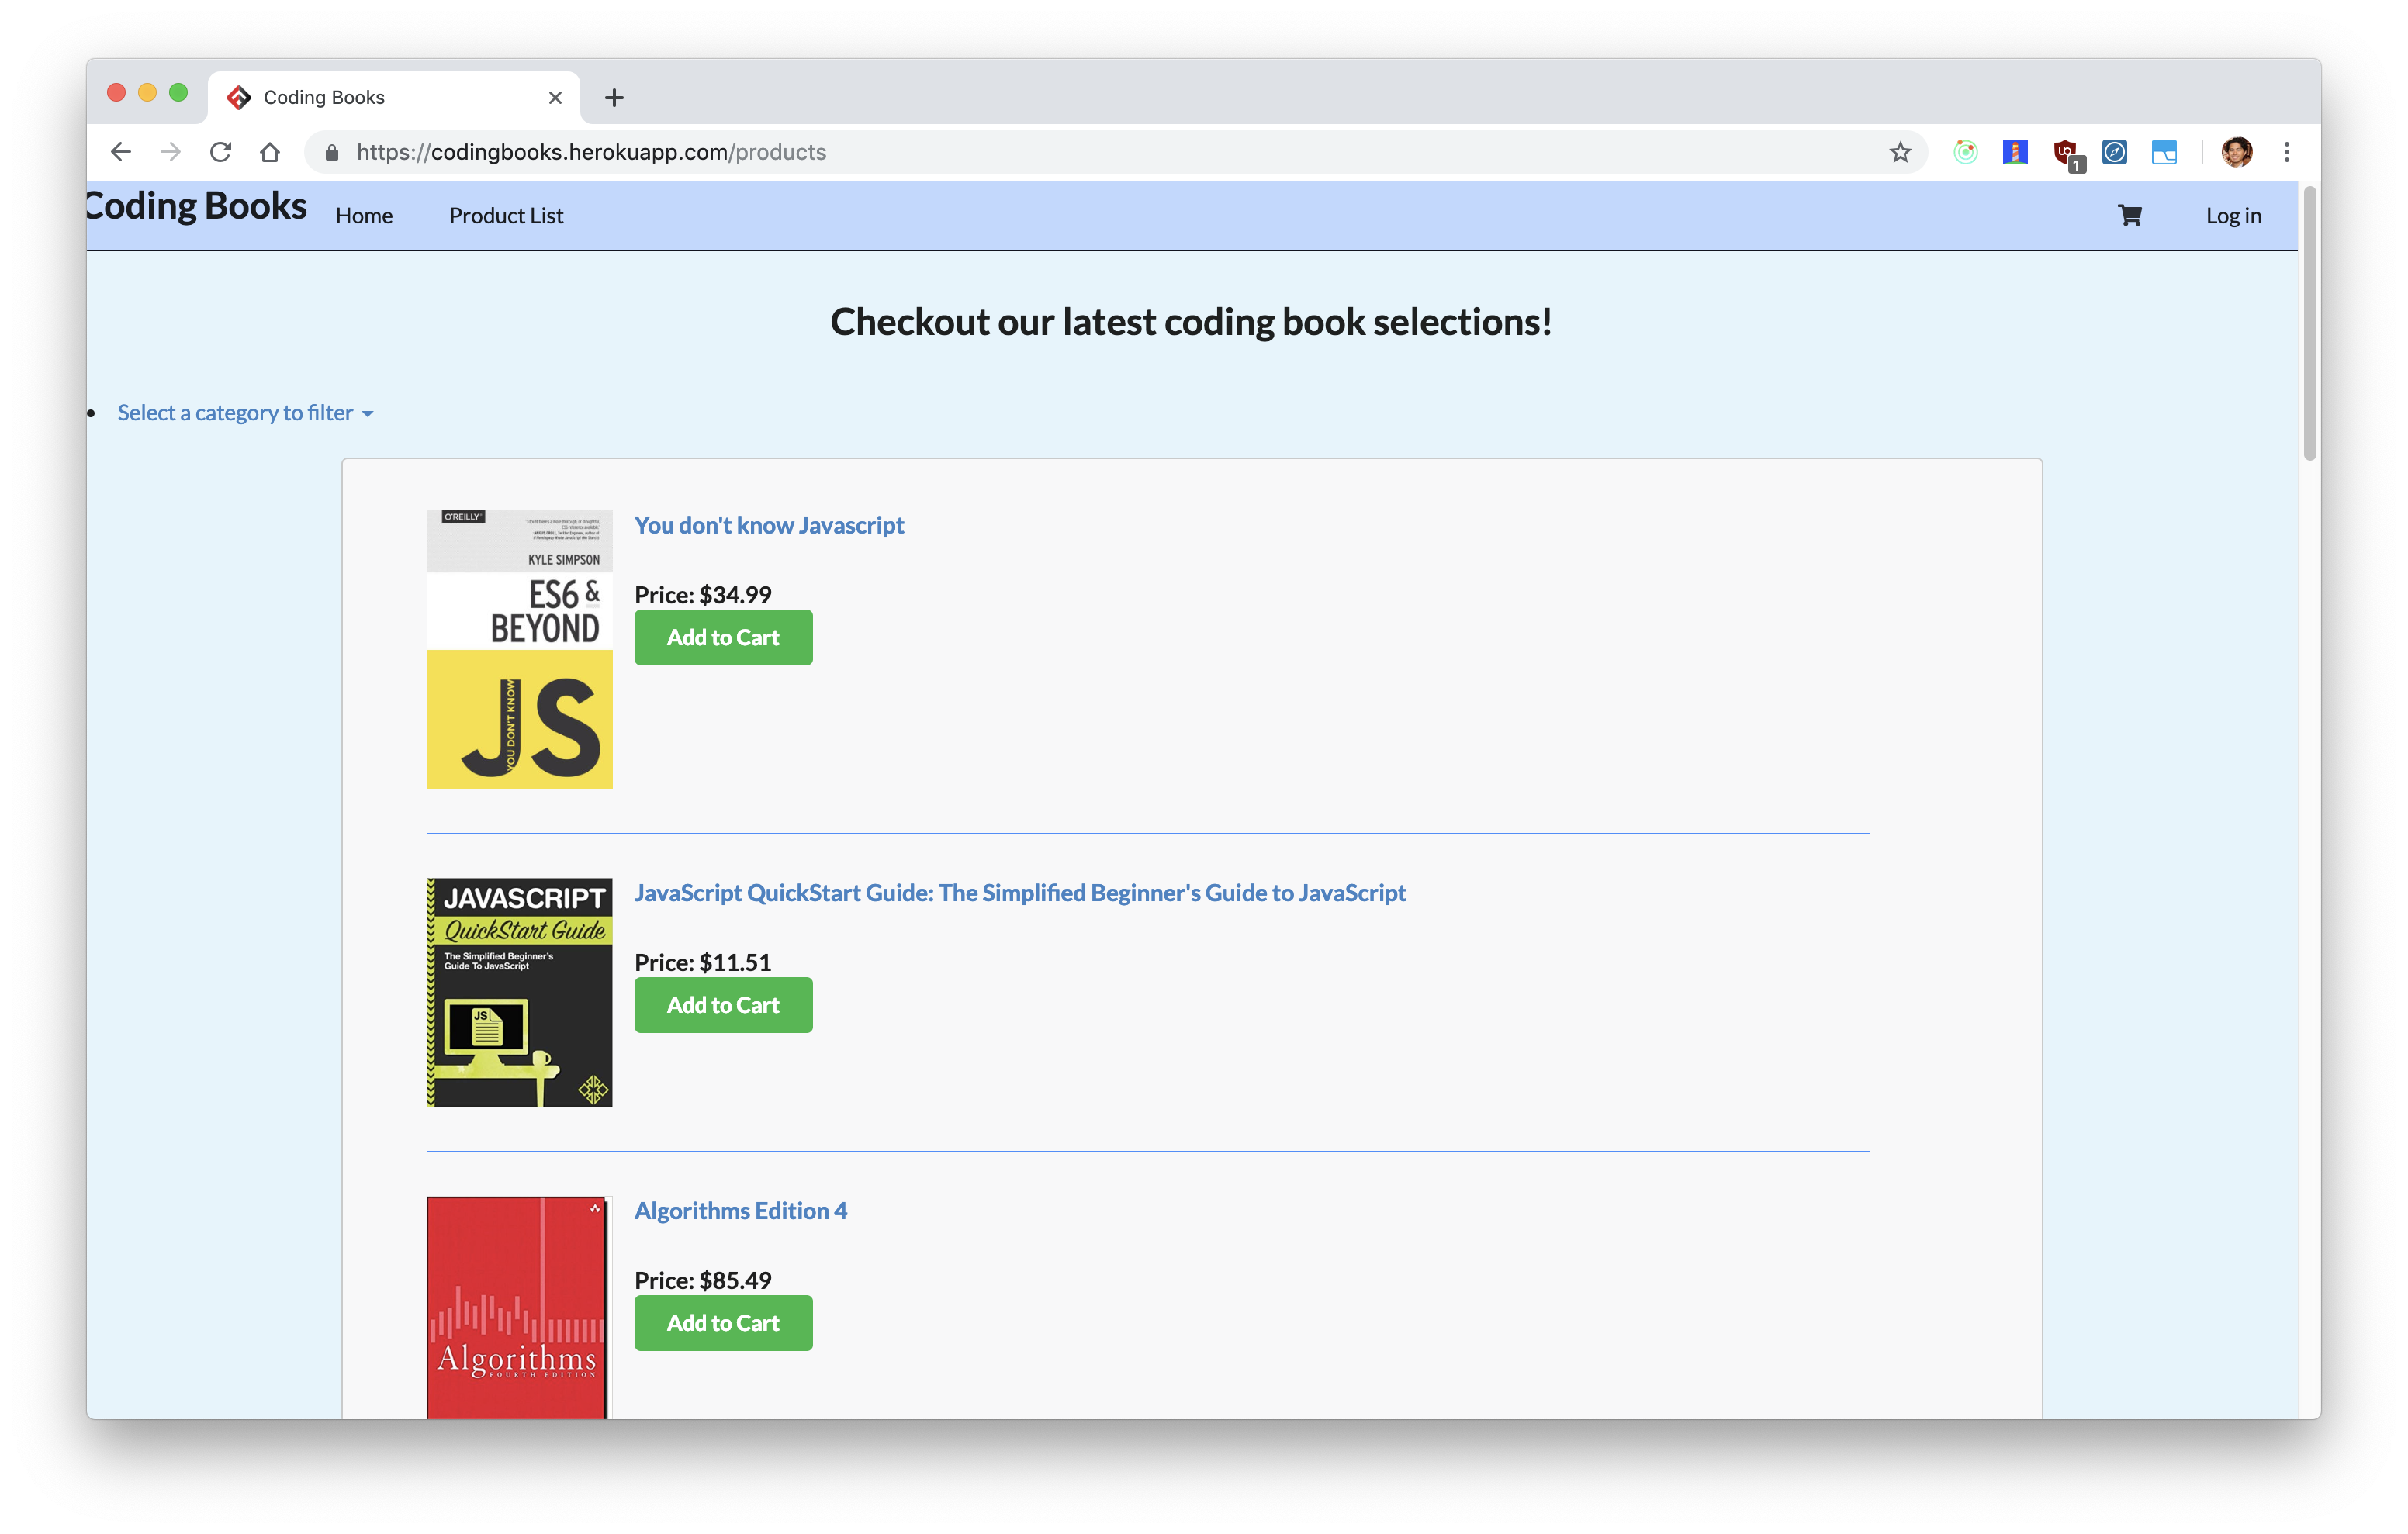 Coding Books
https://codingbooks.herokuapp.com/products
1
Coding Books
Home
Product List
Log in
Checkout our latest coding book selections!
Select a category to filter
O'REILLY
KYLE SIMPSON
ES6 &
BEYOND
YOU DON'T KNOW
JS
You don't know Javascript
Price: $34.99
Add to Cart
JAVASCRIPT
QuickStart Guide
The Simplified Beginner's
Guide To JavaScript
JS
JavaScript QuickStart Guide: The Simplified Beginner's Guide to JavaScript
Price: $11.51
Add to Cart
Algorithms
FOURTH EDITION
Algorithms Edition 4
Price: $85.49
Add to Cart